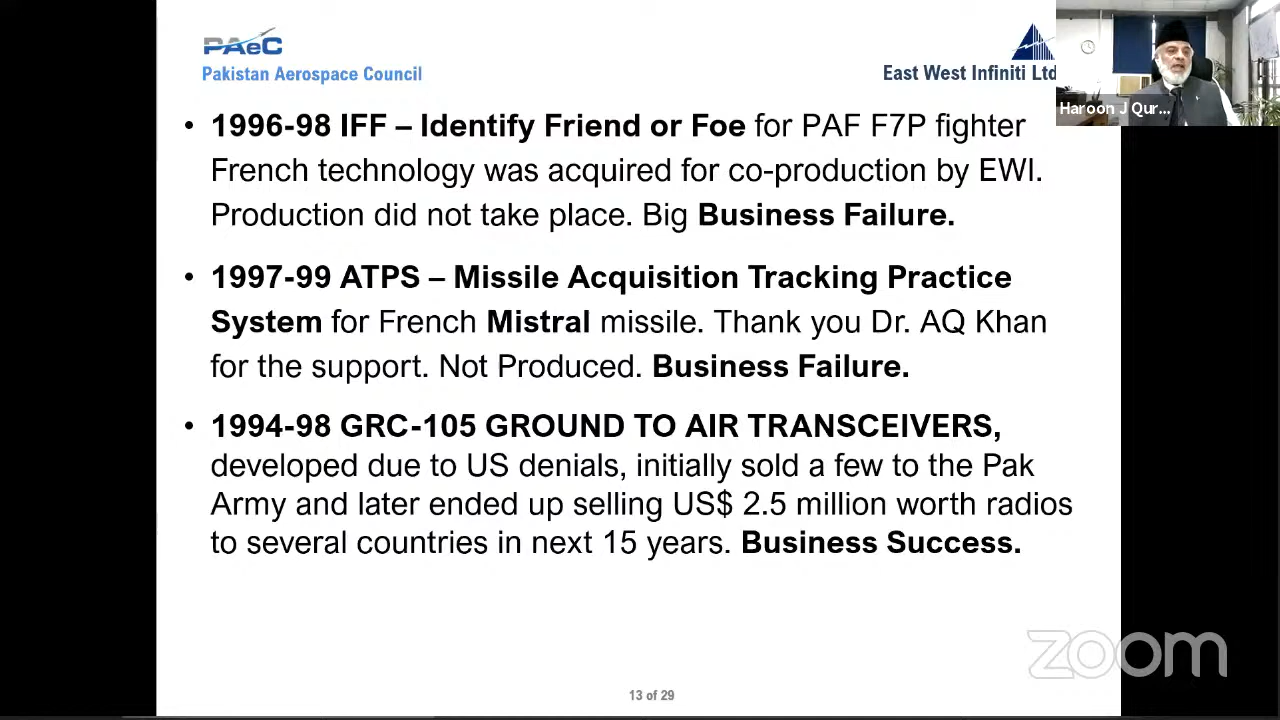 PAeC
Pakistan Aerospace Council
East West Infiniti Ltd
Haroon J Qur...
• 1996-98 IFF – Identify Friend or Foe for PAF F7P fighter
French technology was acquired for co-production by EWI.
Production did not take place. Big Business Failure.
• 1997-99 ATPS – Missile Acquisition Tracking Practice
System for French Mistral missile. Thank you Dr. AQ Khan
for the support. Not Produced. Business Failure.
• 1994-98 GRC-105 GROUND TO AIR TRANSCEIVERS,
developed due to US denials, initially sold a few to the Pak
Army and later ended up selling US$ 2.5 million worth radios
to several countries in next 15 years. Business Success.
zoom
13 of 29